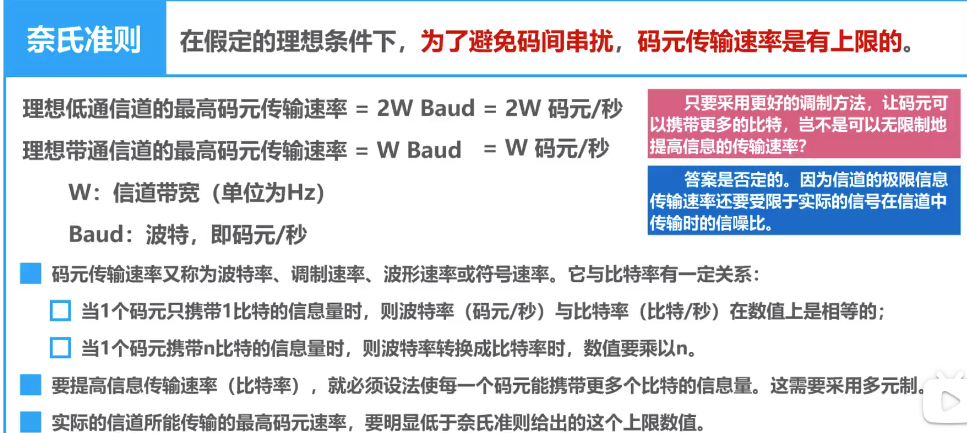 奈氏准则
在假定的理想条件下，为了避免码间串扰，码元传输速率是有上限的。
理想低通信道的最高码元传输速率 = 2W Baud = 2W 码元/秒
理想带通信道的最高码元传输速率 = W Baud = W 码元/秒
W：信道带宽（单位为Hz）
Baud：波特，即码元/秒
只要采用更好的调制方法，让码元可
以携带更多的比特，岂不是可以无限制地
提高信息的传输速率？
答案是否定的。因为信道的极限信息
传输速率还要受限于实际的信号在信道中
传输时的信噪比。
码元传输速率又称为波特率、调制速率、波形速率或符号速率。它与比特率有一定关系：
当1个码元只携带1比特的信息量时，则波特率（码元/秒）与比特率（比特/秒）在数值上是相等的；
当1个码元携带n比特的信息量时，则波特率转换成比特率时，数值要乘以n。
要提高信息传输速率（比特率），就必须设法使每一个码元能携带更多个比特的信息量。这需要采用多元制。
实际的信道所能传输的最高码元速率，要明显低于奈氏准则给出的这个上限数值。